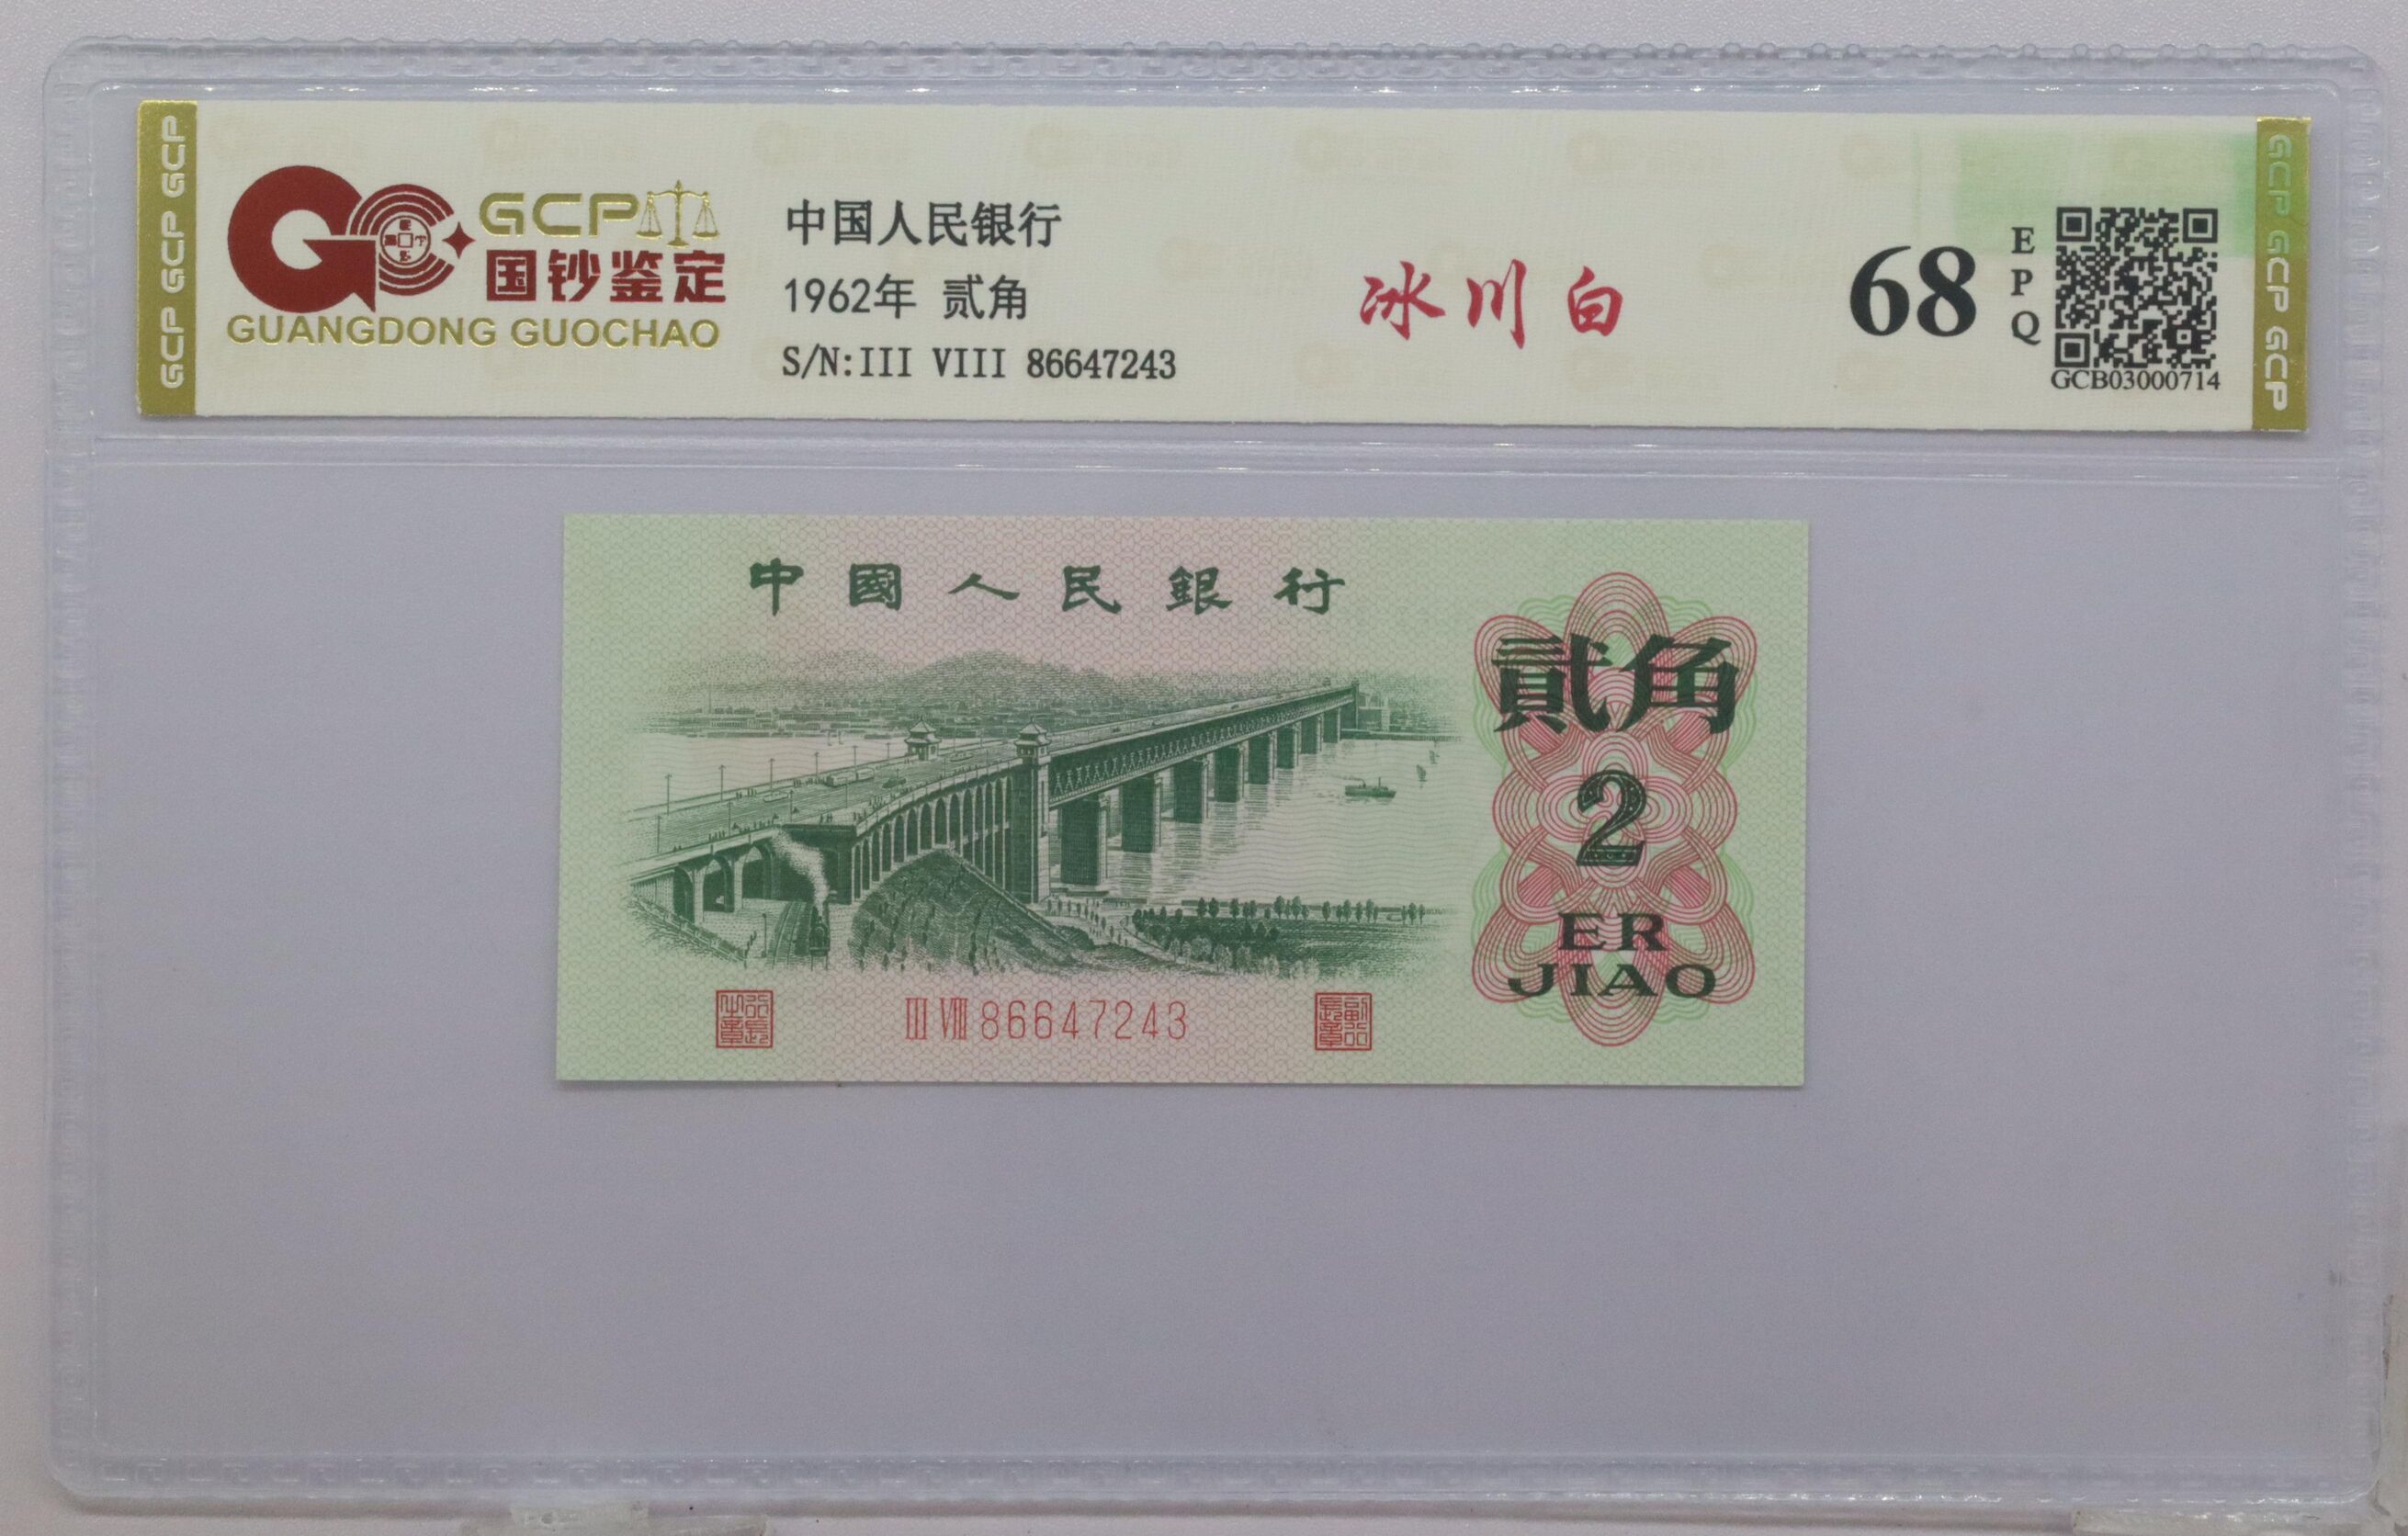 GCP GCP GCP
GCP
国钞鉴定
GUANGDONG GUOCHAO
中国人民银行
1962年 贰角
S/N:III VIII 86647243
冰川白
68
EPQ
GCB03000714
GCP GCP GCP
中國人民銀行
貳角
2
ER
JIAO
III VIII 86647243